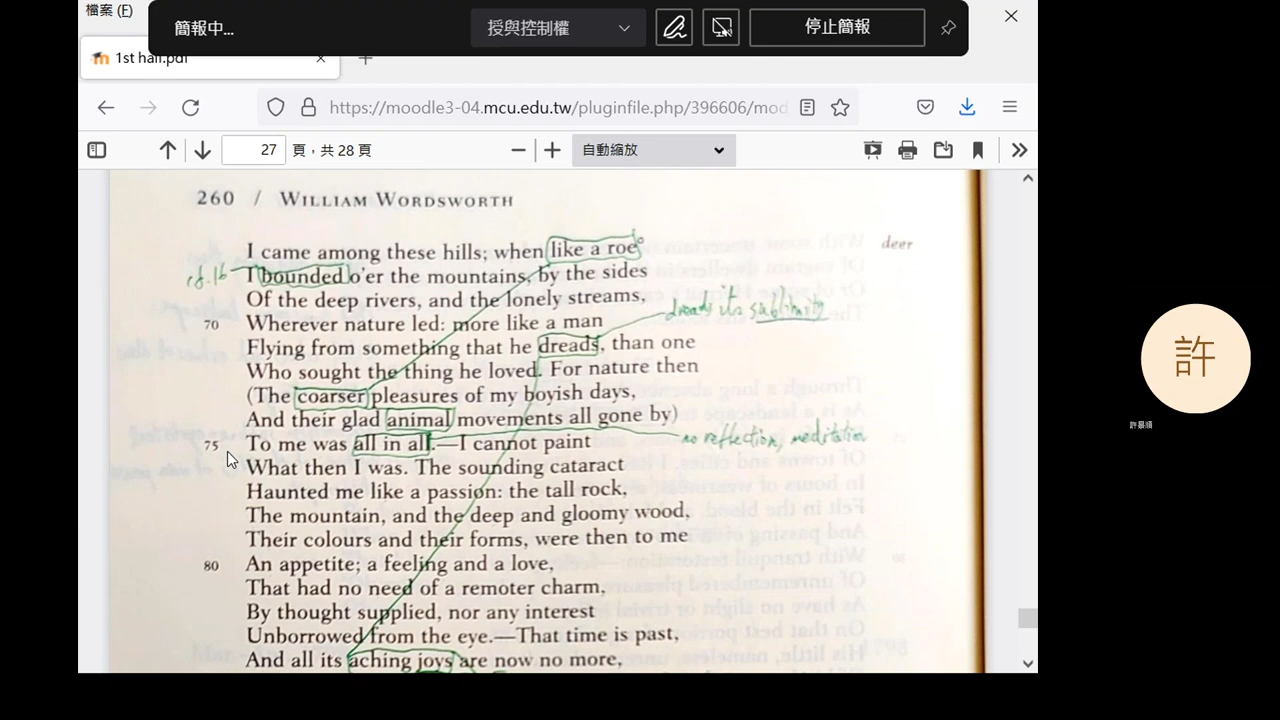 檔案 (F)
簡報中...
授與控制權
停止簡報
1st half.pdf
https://moodle3-04.mcu.edu.tw/pluginfile.php/396606/mod
27 頁,共 28 頁
自動縮放
260 / WILLIAM WORDSWORTH
I came among these hills; when like a roe°
deer
I bounded o'er the mountains, by the sides
Of the deep rivers, and the lonely streams,
dreads its sublimity
70 Wherever nature led: more like a man
Flying from something that he dreads, than one
Who sought the thing he loved. For nature then
(The coarser pleasures of my boyish days,
And their glad animal movements all gone by)
no reflection, meditation
75 To me was all in all.—I cannot paint
What then I was. The sounding cataract
Haunted me like a passion: the tall rock,
The mountain, and the deep and gloomy wood,
Their colours and their forms, were then to me
80 An appetite; a feeling and a love,
That had no need of a remoter charm,
By thought supplied, nor any interest
Unborrowed from the eye.—That time is past,
And all its aching joys are now no more,
許
許景順